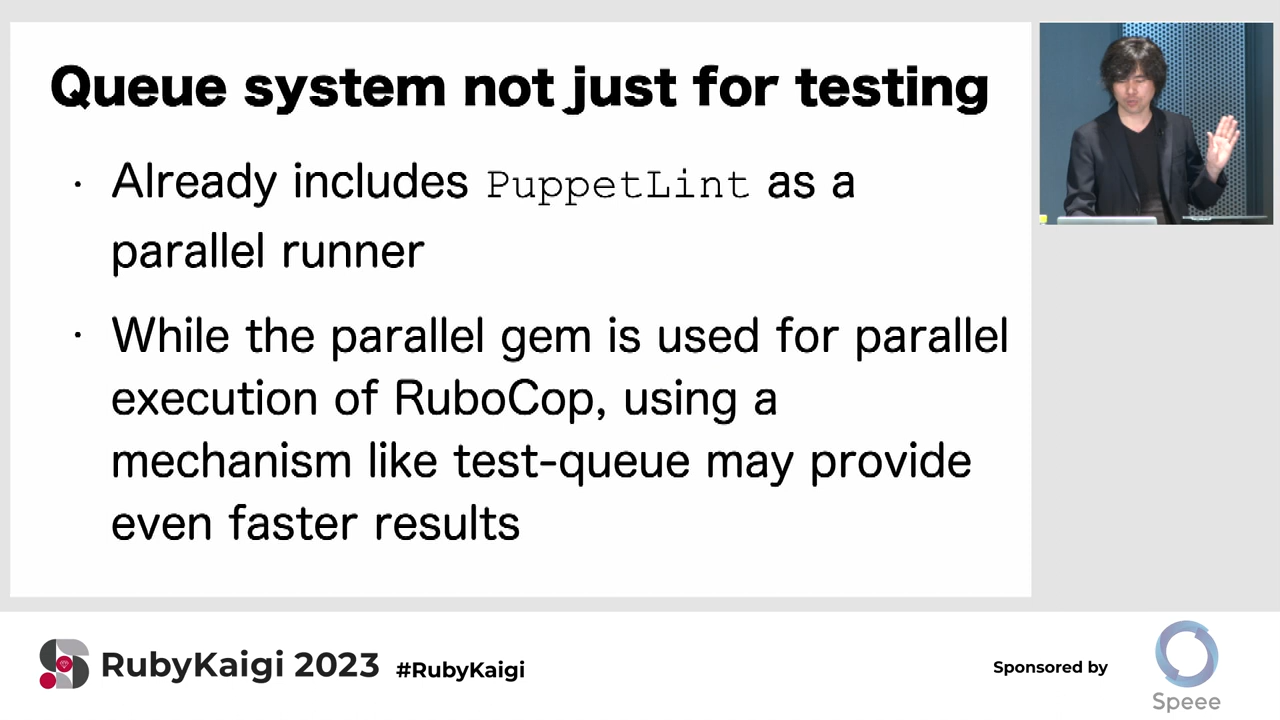 Queue system not just for testing
· Already includes PuppetLint as a
parallel runner
· While the parallel gem is used for parallel
execution of RuboCop, using a
mechanism like test-queue may provide
even faster results
RubyKaigi 2023 #RubyKaigi
Sponsored by
Speee